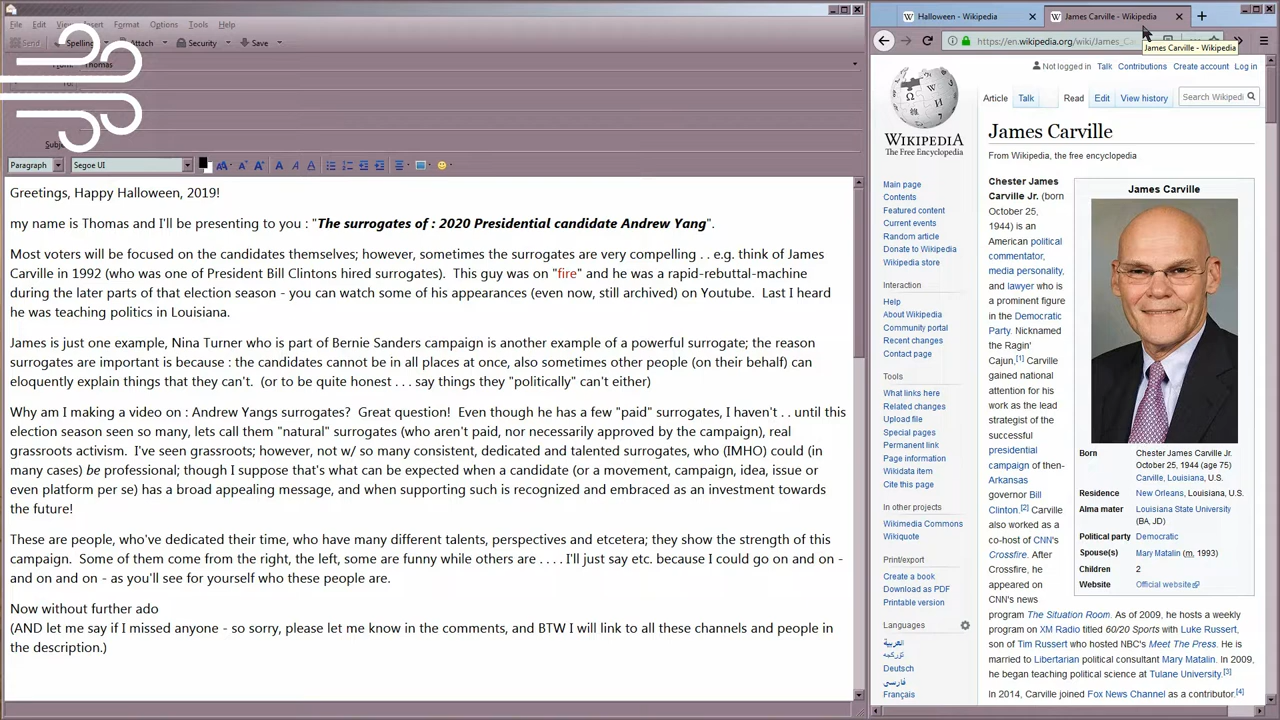 File Edit View Insert Format Options Tools Help
Send Spelling Attach Security Save
From: Thomas
To:
Subj
Paragraph Segoe UI
Greetings, Happy Halloween, 2019!
my name is Thomas and I'll be presenting to you : "The surrogates of : 2020 Presidential candidate Andrew Yang".
Most voters will be focused on the candidates themselves; however, sometimes the surrogates are very compelling . . e.g. think of James
Carville in 1992 (who was one of President Bill Clintons hired surrogates). This guy was on "fire" and he was a rapid-rebuttal-machine
during the later parts of that election season - you can watch some of his appearances (even now, still archived) on Youtube. Last I heard
he was teaching politics in Louisiana.
James is just one example, Nina Turner who is part of Bernie Sanders campaign is another example of a powerful surrogate; the reason
surrogates are important is because : the candidate cannot be in all places at one, also sometimes other people (on their behalf) can
eloquently explain things that they can't. (or to be quite honest . . . say things they "politically" can't either)
Why am I making a video on : Andrew Yangs surrogates? Great question! Even though he has a few "paid" surrogates, I haven't . . until this
election season seen so many, as I call them "natural" surrogates (who aren't paid, nor necessarily approved by the campaign), real
grassroots activism. I've seen grassroots; however, not w/ so many consistent, dedicated and talented surrogates, who (IMHO) could (in
many cases) be professional; though I suppose that's what can be expected when a candidate (or a movement, campaign, idea, issue or
even platform per se) has a broad appealing message, and when supporting such is recognized and embraced as an investment towards
the future!
These are people, who've dedicated their time, who have many different talents, perspectives and etcetera; they show the strength of this
campaign. Some of them come from the right, the left, some are funny while others are . . . . I'll just say etc. because I could go on and on -
and on and on - as you'll see for yourself who these people are.
Now without further ado
(AND let me say if I missed anyone - so sorry, please let me know in the comments, and BTW I will link to all these channels and people in
the description.)
Halloween - Wikipedia James Carville - Wikipedia
https://en.wikipedia.org/wiki/James_C
James Carville - Wikipedia
Not logged in Talk Contributions Create account Log in
Article Talk Read Edit View history Search Wikipedi
WIKIPEDIA
The Free Encyclopedia
Main page
Contents
Featured content
Current events
Random article
Donate to Wikipedia
Wikipedia store
Interaction
Help
About Wikipedia
Community portal
Recent changes
Contact page
Tools
What links here
Related changes
Upload file
Special pages
Permanent link
Page information
Wikidata item
Cite this page
In other projects
Wikimedia Commons
Wikiquote
Print/export
Create a book
Download as PDF
Printable version
Languages
العربية
تۆرکجه
Deutsch
فارسی
Français
James Carville
From Wikipedia, the free encyclopedia
Chester James
Carville Jr. (born
October 25,
1944) is an
American political
commentator,
media personality,
and lawyer who is
a prominent figure
in the Democratic
Party. Nicknamed
the Ragin'
Cajun,[1] Carville
gained national
attention for his
work as the lead
strategist of the
successful
presidential
campaign of then-
Arkansas
governor Bill
Clinton.[2] Carville
also worked as a
co-host of CNN's
Crossfire. After
Crossfire, he
appeared on
CNN's news
program The Situation Room. As of 2009, he hosts a weekly
program on XM Radio titled 60/20 Sports with Luke Russert,
son of Tim Russert who hosted NBC's Meet The Press. He is
married to Libertarian political consultant Mary Matalin. In 2009,
he began teaching political science at Tulane University.[3]
In 2014, Carville joined Fox News Channel as a contributor.[4]
James Carville
Born Chester James Carville Jr.
October 25, 1944 (age 75)
Carville, Louisiana, U.S.
Residence New Orleans, Louisiana, U.S.
Alma mater Louisiana State University
(BA, JD)
Political party Democratic
Spouse(s) Mary Matalin (m. 1993)
Children 2
Website Official website